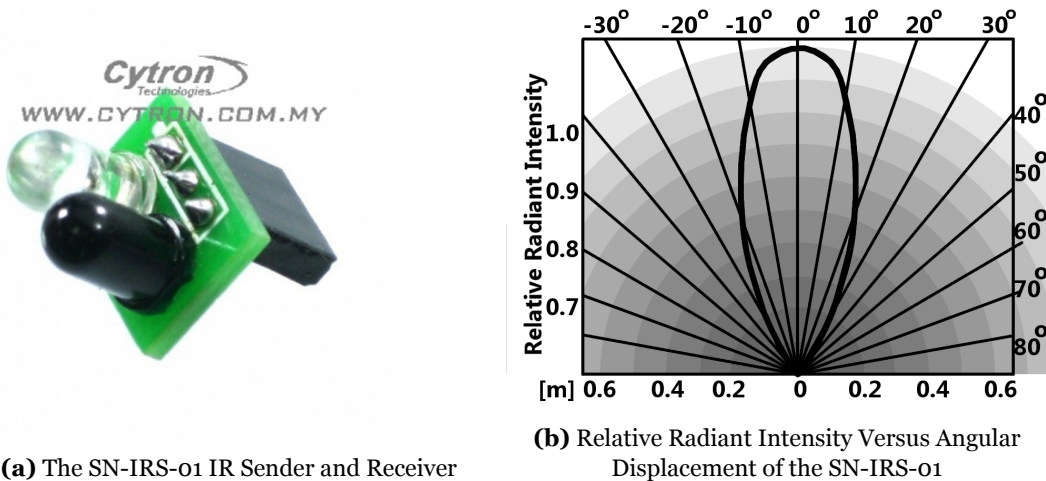 Cytron
Technologies
WWW.CYTRON.COM.MY
-30° -20° -10° 0° 10° 20° 30°
40°
50°
60°
70°
80°
Relative Radiant Intensity
1.0
0.9
0.8
0.7
[m] 0.6 0.4 0.2 0 0.2 0.4 0.6
(a) The SN-IRS-01 IR Sender and Receiver
(b) Relative Radiant Intensity Versus Angular
Displacement of the SN-IRS-01